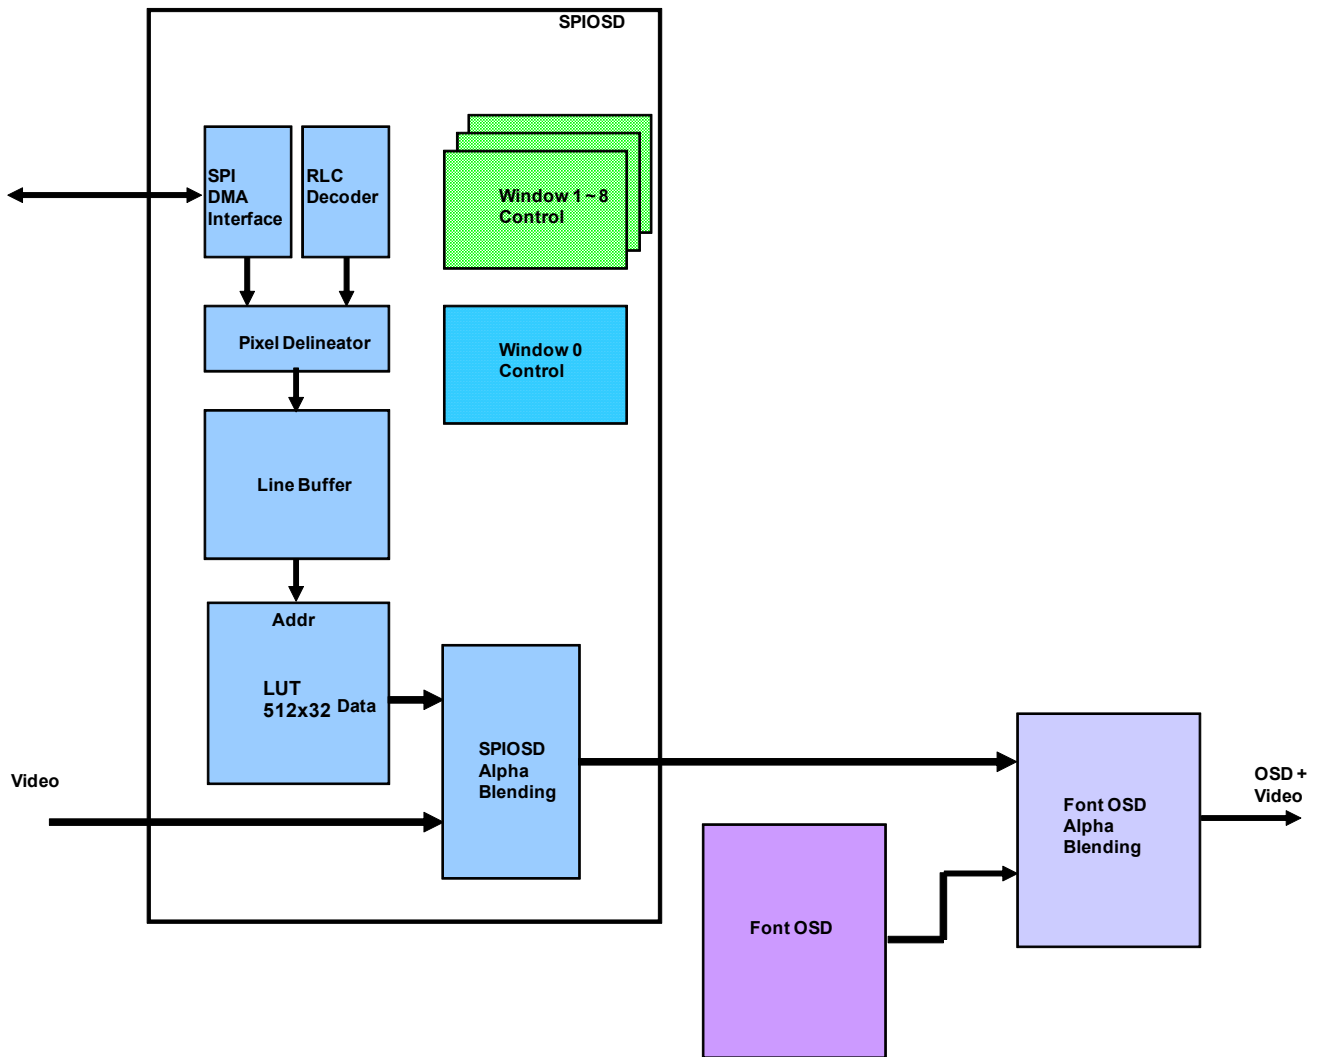 SPIOSD
SPI
DMA
Interface
RLC
Decoder
Window 1 ~ 8
Control
Pixel Delineator
Window 0
Control
Line Buffer
Addr
LUT
512x32
Data
SPIOSD
Alpha
Blending
Video
Font OSD
Font OSD
Alpha
Blending
OSD +
Video